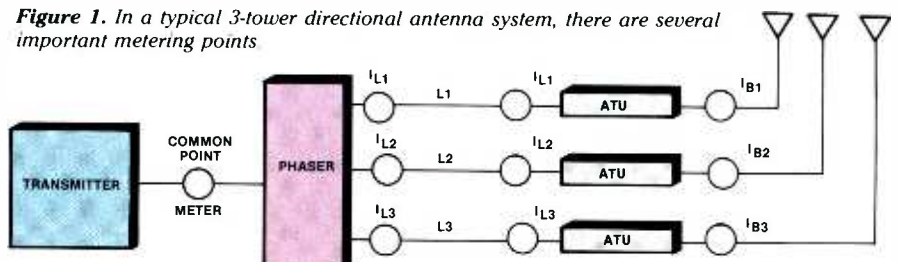 Figure 1. In a typical 3-tower directional antenna system, there are several
important metering points
IL1 L1 IL1 ATU IB1
COMMON
POINT
METER
TRANSMITTER
PHASER
IL2 L2 IL2 ATU IB2
IL3 L3 IL3 ATU IB3